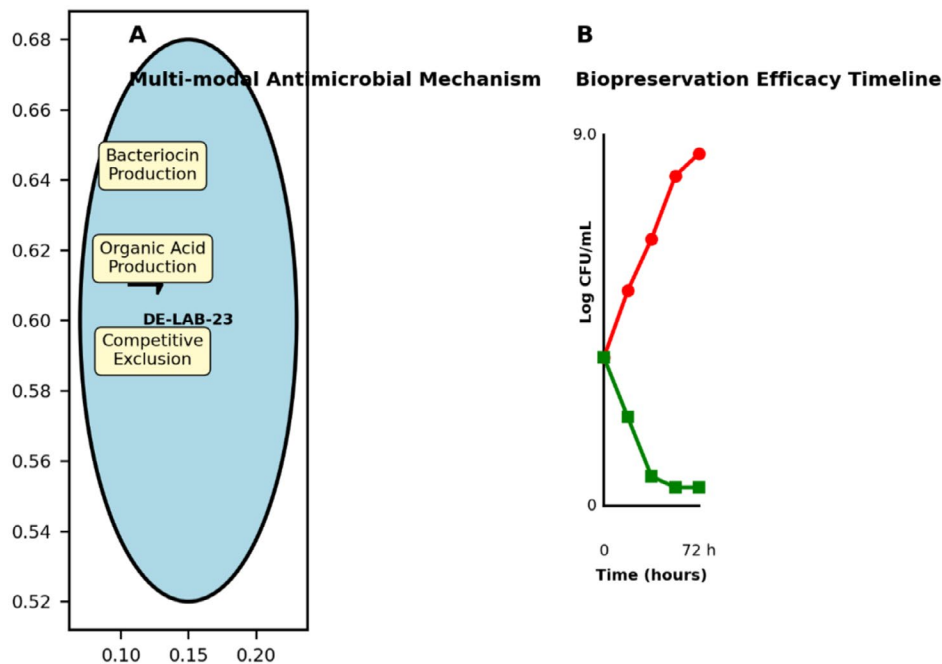 A
Multi-modal Antimicrobial Mechanism
0.68
0.66
0.64
0.62
0.60
0.58
0.56
0.54
0.52
Bacteriocin
Production
Organic Acid
Production
DE-LAB-23
Competitive
Exclusion
0.10 0.15 0.20
B
Biopreservation Efficacy Timeline
9.0
Log CFU/mL
0
0 72 h
Time (hours)